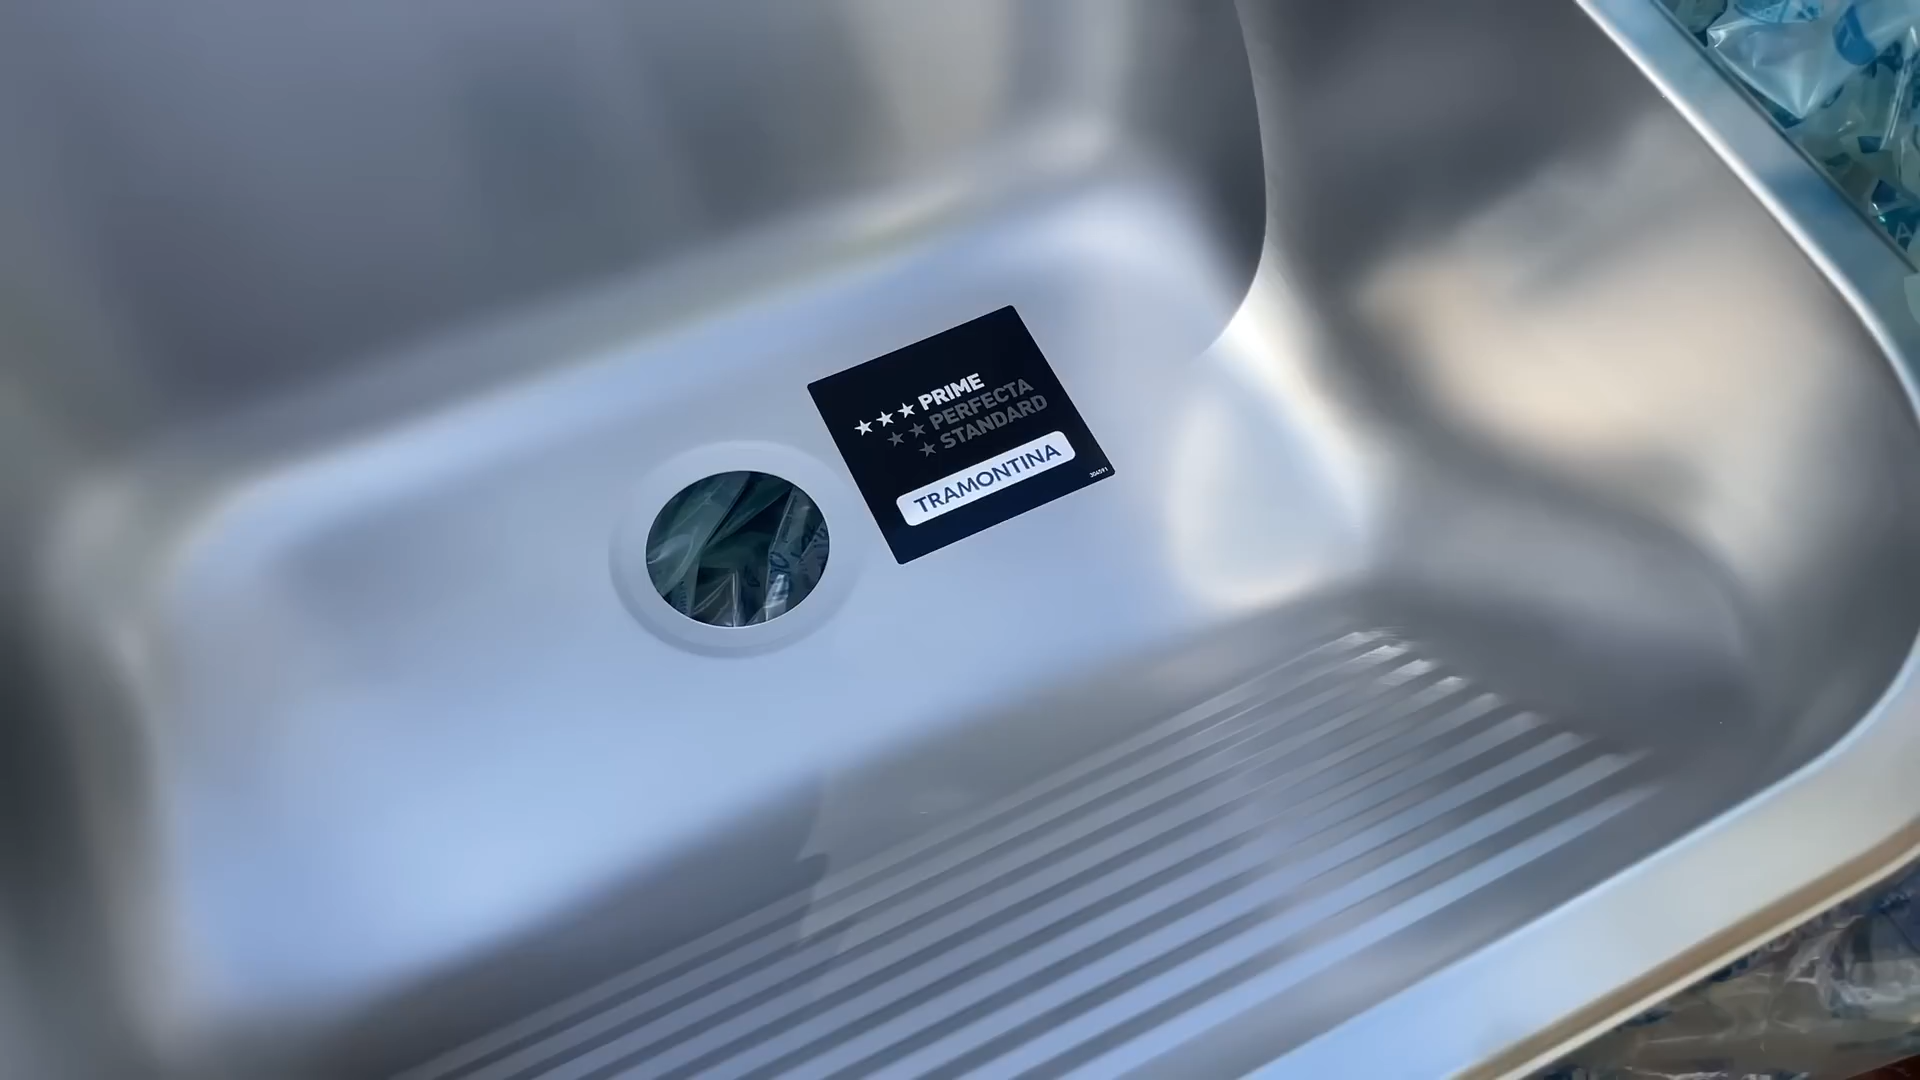 ★★★ PRIME
★★ PERFECTA
★ STANDARD
TRAMONTINA